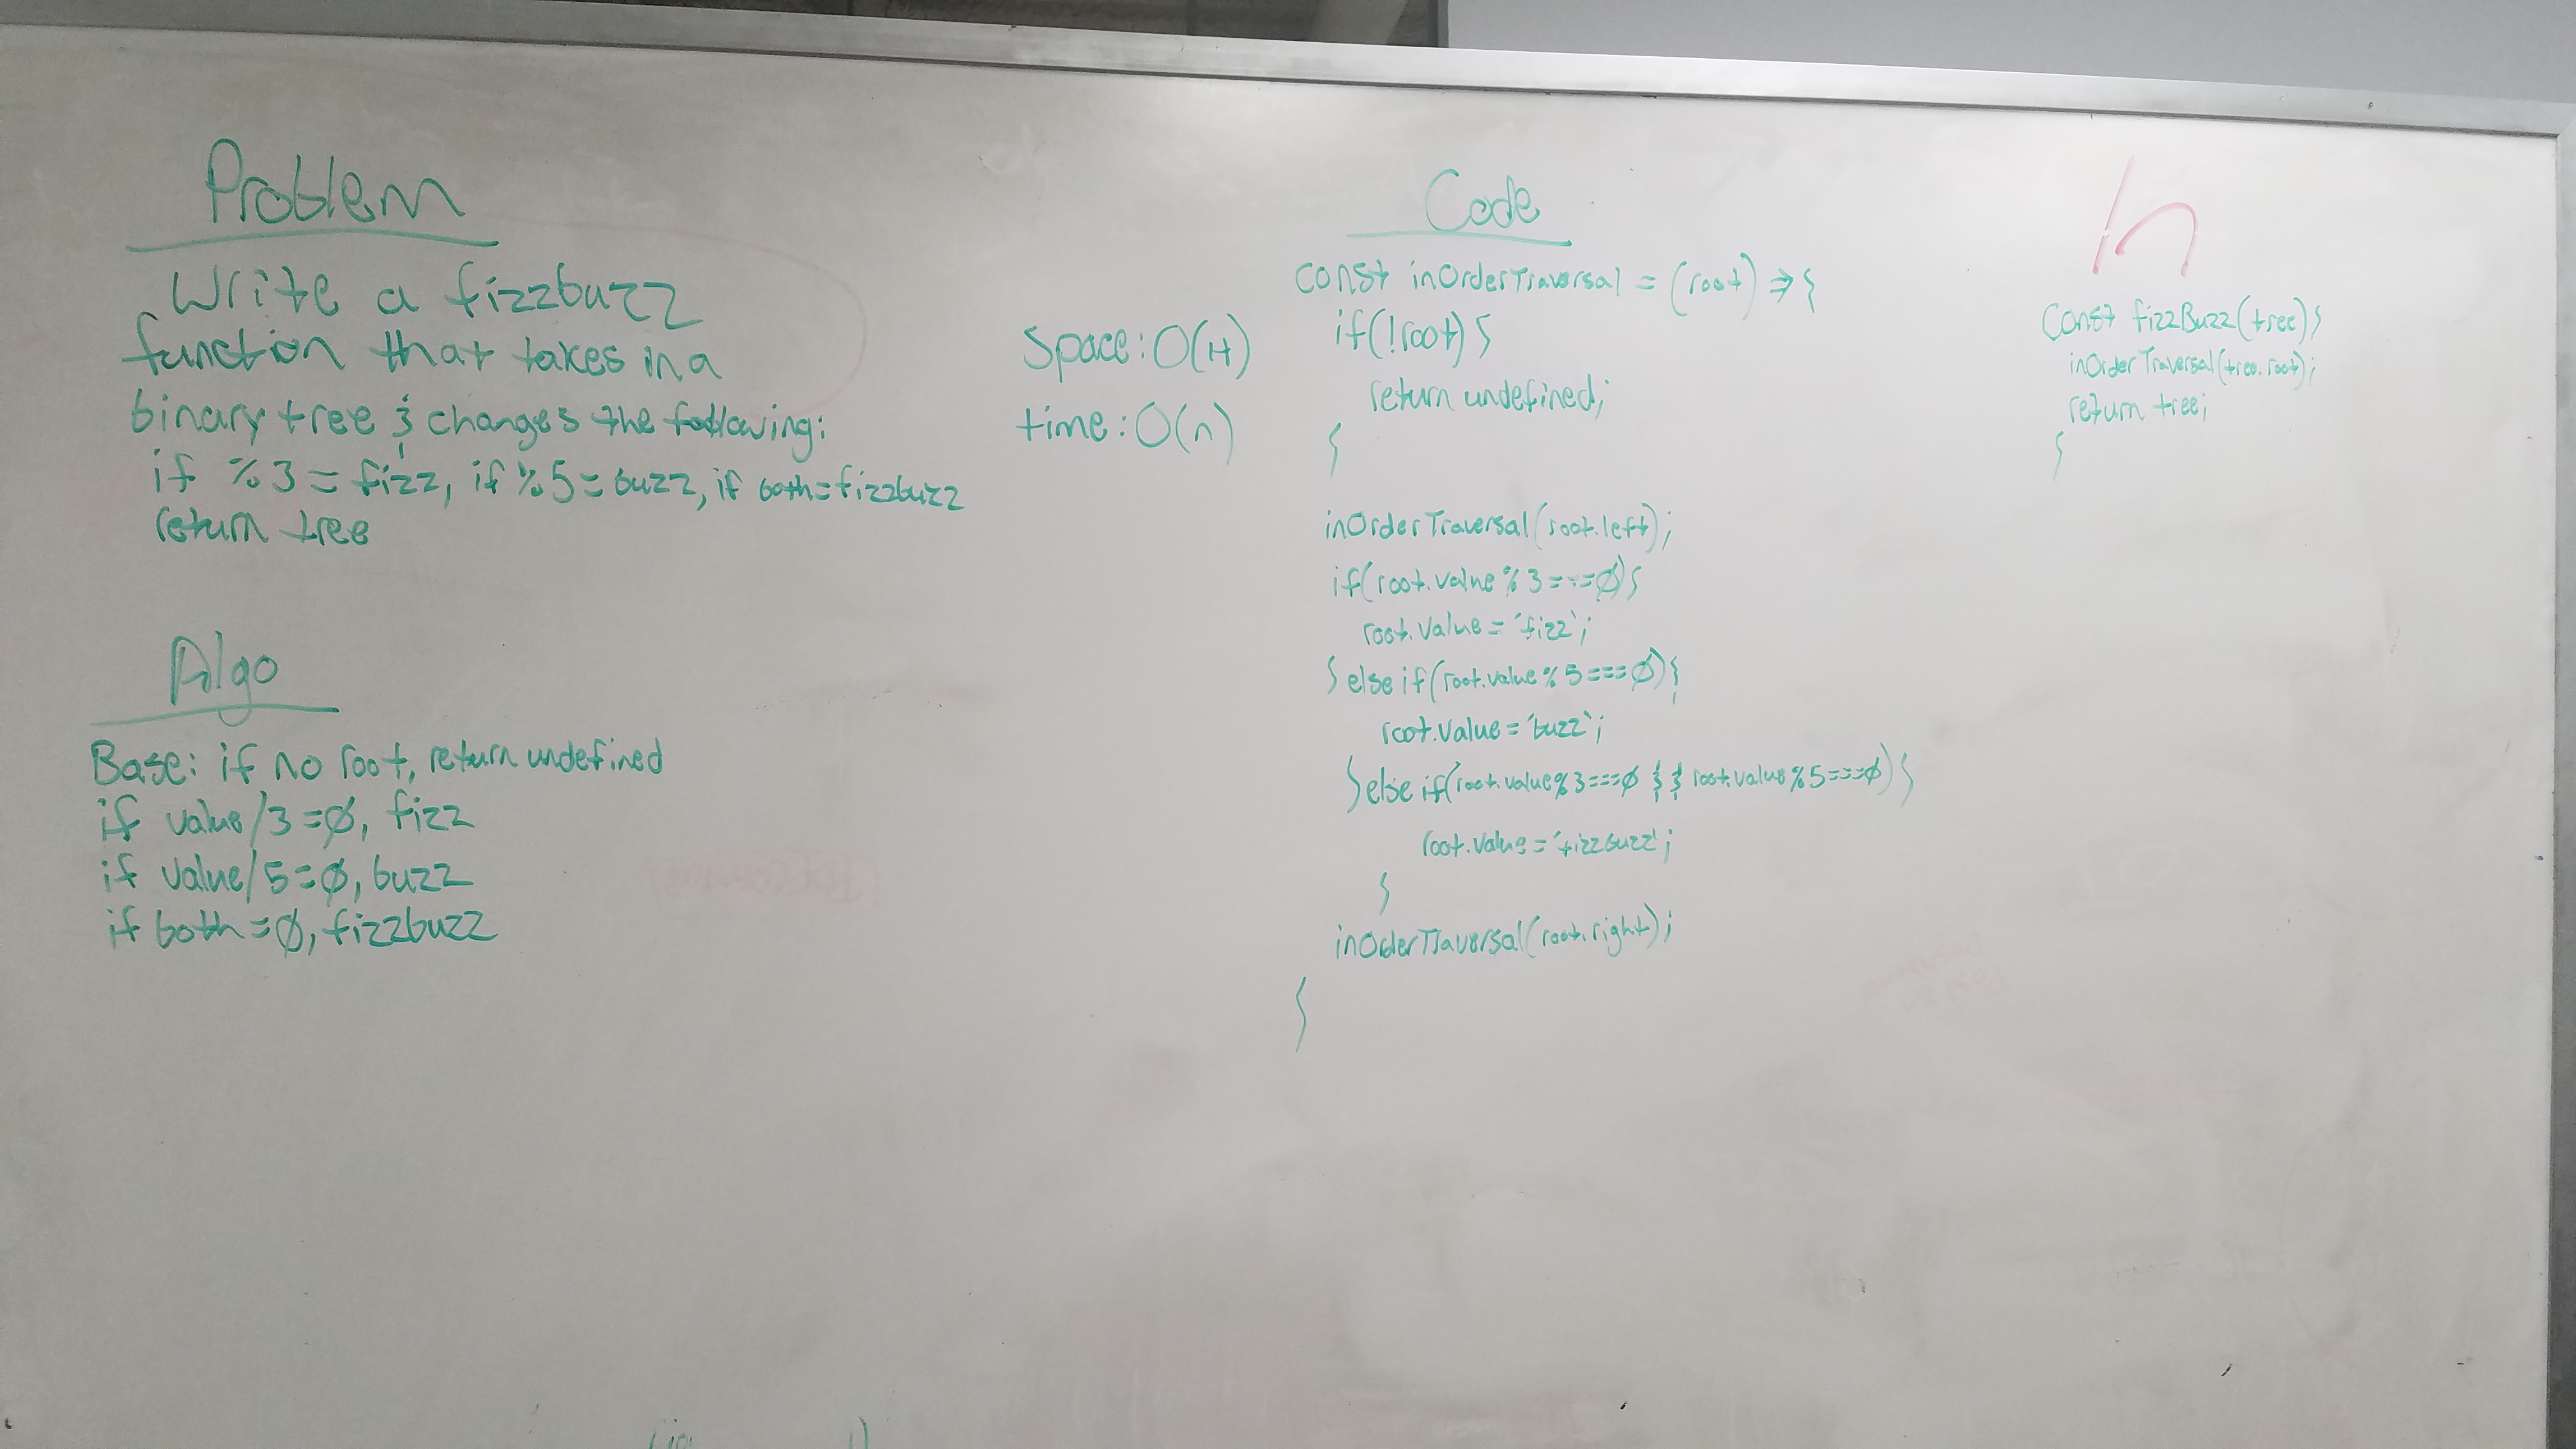 Problem
Write a fizzbuzz
function that takes in a
binary tree & changes the following:
if %3 = fizz, if %5 = buzz, if both = fizzbuzz
return tree
Algo
Base: if no root, return undefined
if value/3 = Ø, fizz
if value/5 = Ø, buzz
if both = Ø, fizzbuzz
Space: O(H)
time: O(n)
Code
const inOrderTraversal = (root) => {
if(!root) {
return undefined;
}
inOrderTraversal(root.left);
if(root.value % 3 === Ø) {
root.value = 'fizz';
} else if(root.value % 5 === Ø) {
root.value = 'buzz';
} else if(root.value % 3 === Ø && root.value % 5 === Ø) {
root.value = 'fizzbuzz';
}
inOrderTraversal(root.right);
}
Const fizzBuzz(tree) {
inOrderTraversal(tree.root);
return tree;
}